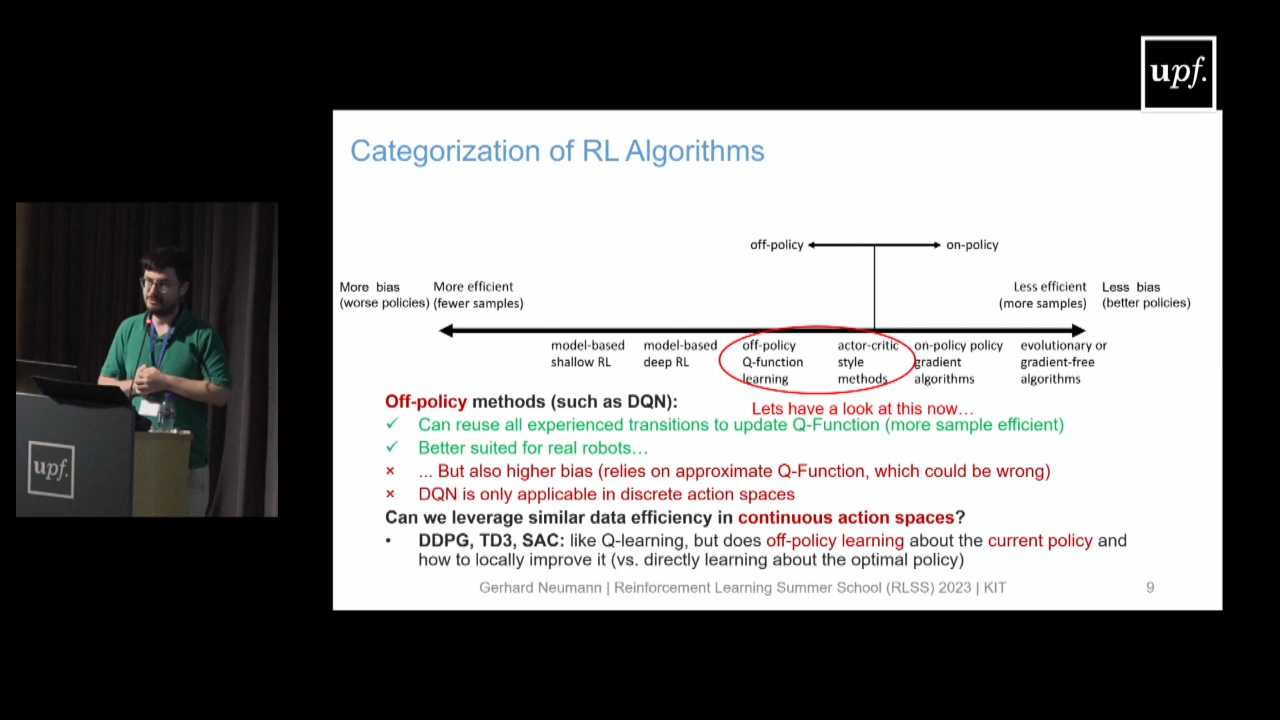 upf.
Categorization of RL Algorithms
off-policy on-policy
More bias More efficient Less efficient Less bias
(worse policies) (fewer samples) (more samples) (better policies)
model-based model-based off-policy actor-critic on-policy policy evolutionary or
shallow RL deep RL Q-function style gradient gradient-free
learning methods algorithms algorithms
Off-policy methods (such as DQN):
Lets have a look at this now…
✓ Can reuse all experienced transitions to update Q-Function (more sample efficient)
✓ Better suited for real robots…
× ... But also higher bias (relies on approximate Q-Function, which could be wrong)
× DQN is only applicable in discrete action spaces
Can we leverage similar data efficiency in continuous action spaces?
• DDPG, TD3, SAC: like Q-learning, but does off-policy learning about the current policy and
how to locally improve it (vs. directly learning about the optimal policy)
Gerhard Neumann | Reinforcement Learning Summer School (RLSS) 2023 | KIT 9
upf.